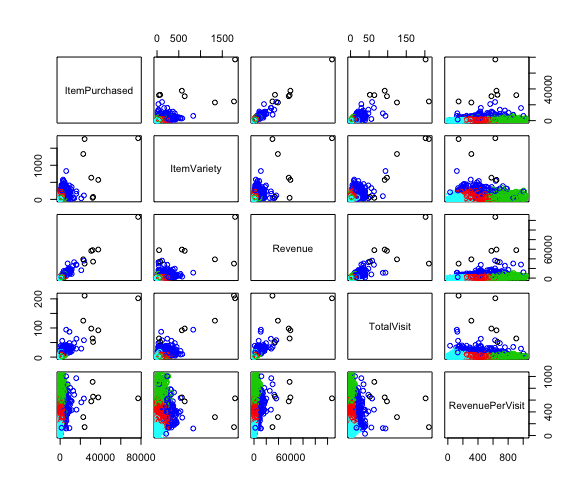 0 500 1500
0 50 150
ItemPurchased
0 40000
ItemVariety
0 1000
Revenue
0 60000
TotalVisit
0 100 200
RevenuePerVisit
0 400 1000
0 40000 80000
0 60000
0 400 800